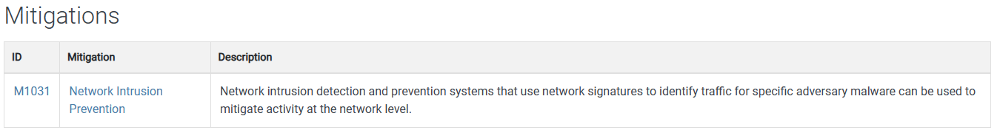 Mitigations
ID Mitigation Description
M1031 Network Intrusion Prevention Network intrusion detection and prevention systems that use network signatures to identify traffic for specific adversary malware can be used to
mitigate activity at the network level.